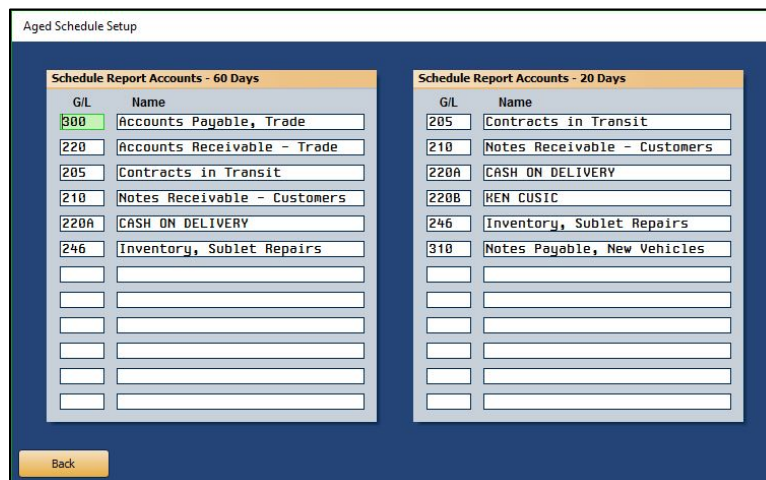 Aged Schedule Setup
Schedule Report Accounts - 60 Days
G/L Name
300 Accounts Payable, Trade
220 Accounts Receivable - Trade
205 Contracts in Transit
210 Notes Receivable - Customers
220A CASH ON DELIVERY
246 Inventory, Sublet Repairs
Schedule Report Accounts - 20 Days
G/L Name
205 Contracts in Transit
210 Notes Receivable - Customers
220A CASH ON DELIVERY
220B KEN CUSIC
246 Inventory, Sublet Repairs
310 Notes Payable, New Vehicles
Back